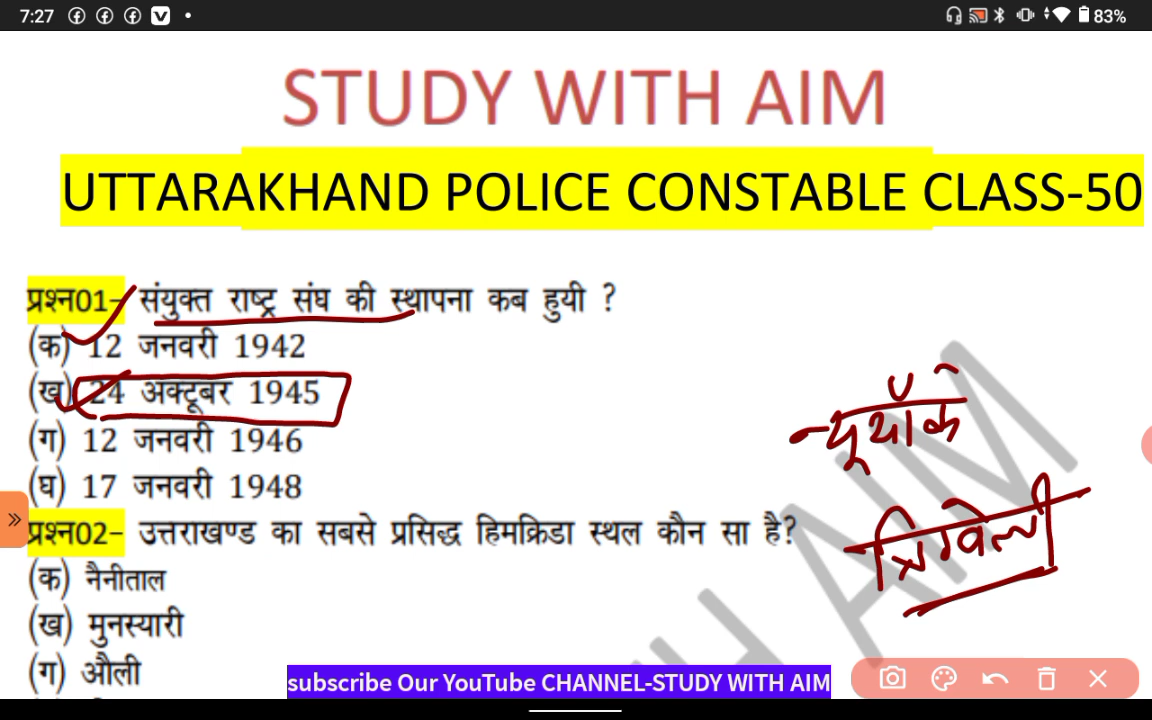 7:27
83%
STUDY WITH AIM
UTTARAKHAND POLICE CONSTABLE CLASS-50
प्रश्न01- संयुक्त राष्ट्र संघ की स्थापना कब हुयी ?
(क) 12 जनवरी 1942
(ख) 24 अक्टूबर 1945
(ग) 12 जनवरी 1946
(घ) 17 जनवरी 1948
प्रश्न02- उत्तराखण्ड का सबसे प्रसिद्ध हिमक्रिडा स्थल कौन सा है?
(क) नैनीताल
(ख) मुनस्यारी
(ग) औली
subscribe Our YouTube CHANNEL-STUDY WITH AIM